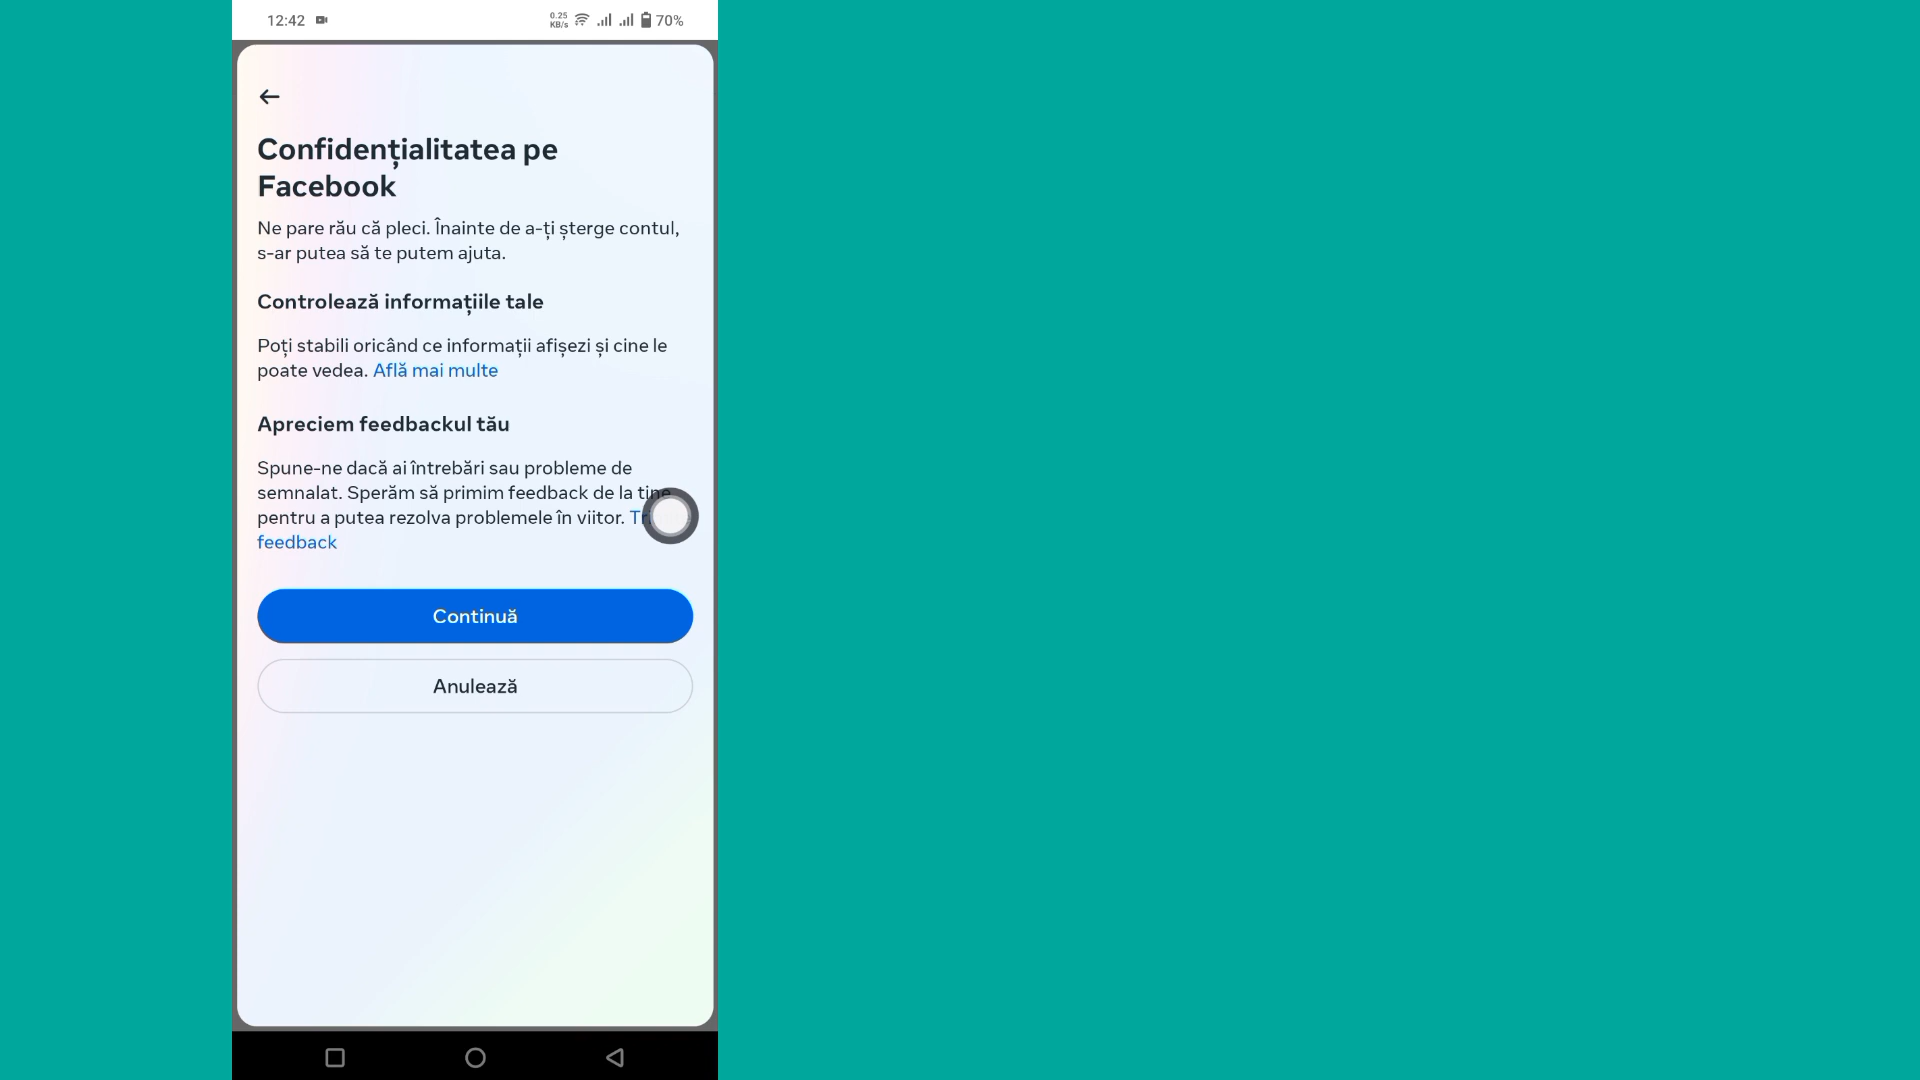 12:42
0.25
KB/s
70%
Confidențialitatea pe
Facebook
Ne pare rău că pleci. Înainte de a-ți șterge contul,
s-ar putea să te putem ajuta.
Controlează informațiile tale
Poți stabili oricând ce informații afișezi și cine le
poate vedea. Află mai multe
Apreciem feedbackul tău
Spune-ne dacă ai întrebări sau probleme de
semnalat. Sperăm să primim feedback de la tine
pentru a putea rezolva problemele în viitor.
feedback
Continuă
Anulează